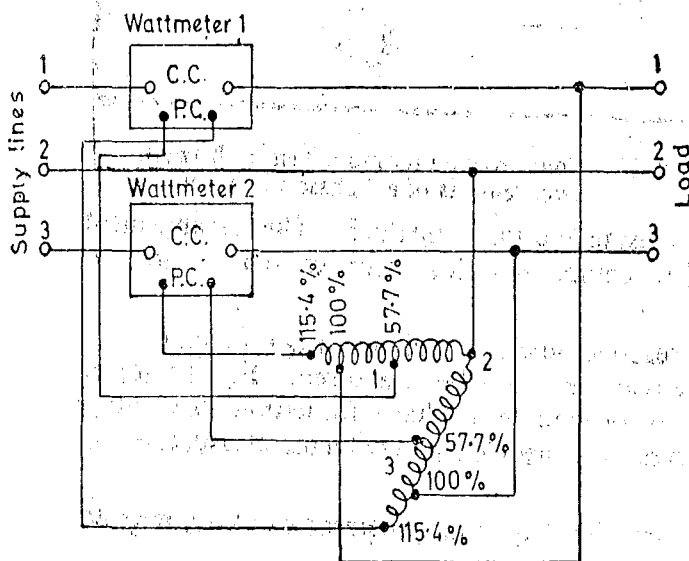 Wattmeter 1
1
C.C.
1
P.C.
Supply lines
2
2
Load
Wattmeter 2
3
C.C.
3
P.C.
115·4 %
100 %
57·7 %
1
2
57·7 %
3
100 %
115·4 %